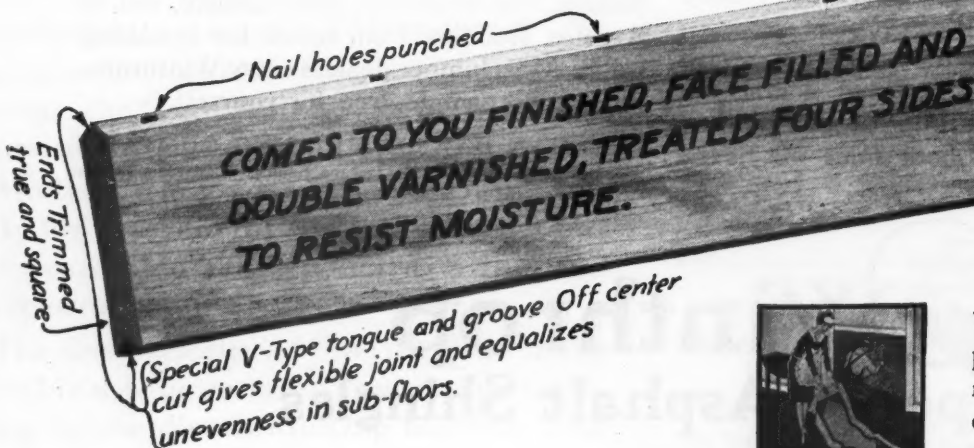 Nail holes punched
COMES TO YOU FINISHED, FACE FILLED AND
DOUBLE VARNISHED, TREATED FOUR SIDES
TO RESIST MOISTURE.
Ends Trimmed
true and square
Special V-Type tongue and groove Off center
cut gives flexible joint and equalizes
unevenness in sub-floors.
Asphalt Shingles